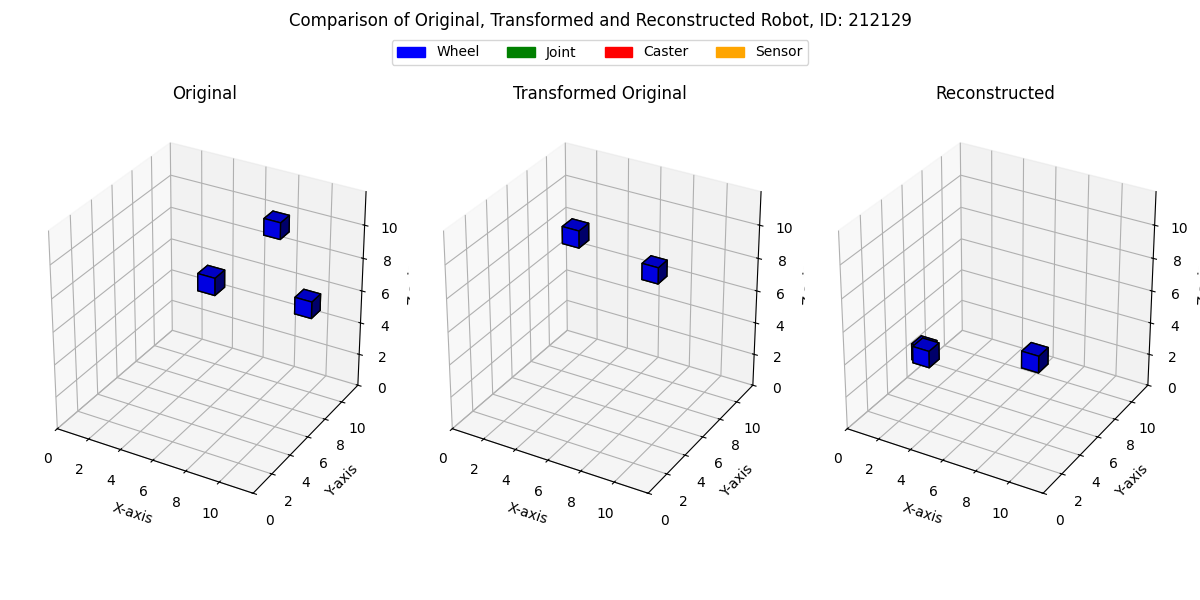 Comparison of Original, Transformed and Reconstructed Robot, ID: 212129
Wheel Joint Caster Sensor
Original Transformed Original Reconstructed
10 10 10
8 8 8
6 6 6
4 4 4
2 2 2
0 0 0
0 2 4 6 8 10 0 2 4 6 8 10 0 2 4 6 8 10
0 2 4 6 8 10 0 2 4 6 8 10 0 2 4 6 8 10
X-axis Y-axis X-axis Y-axis X-axis Y-axis